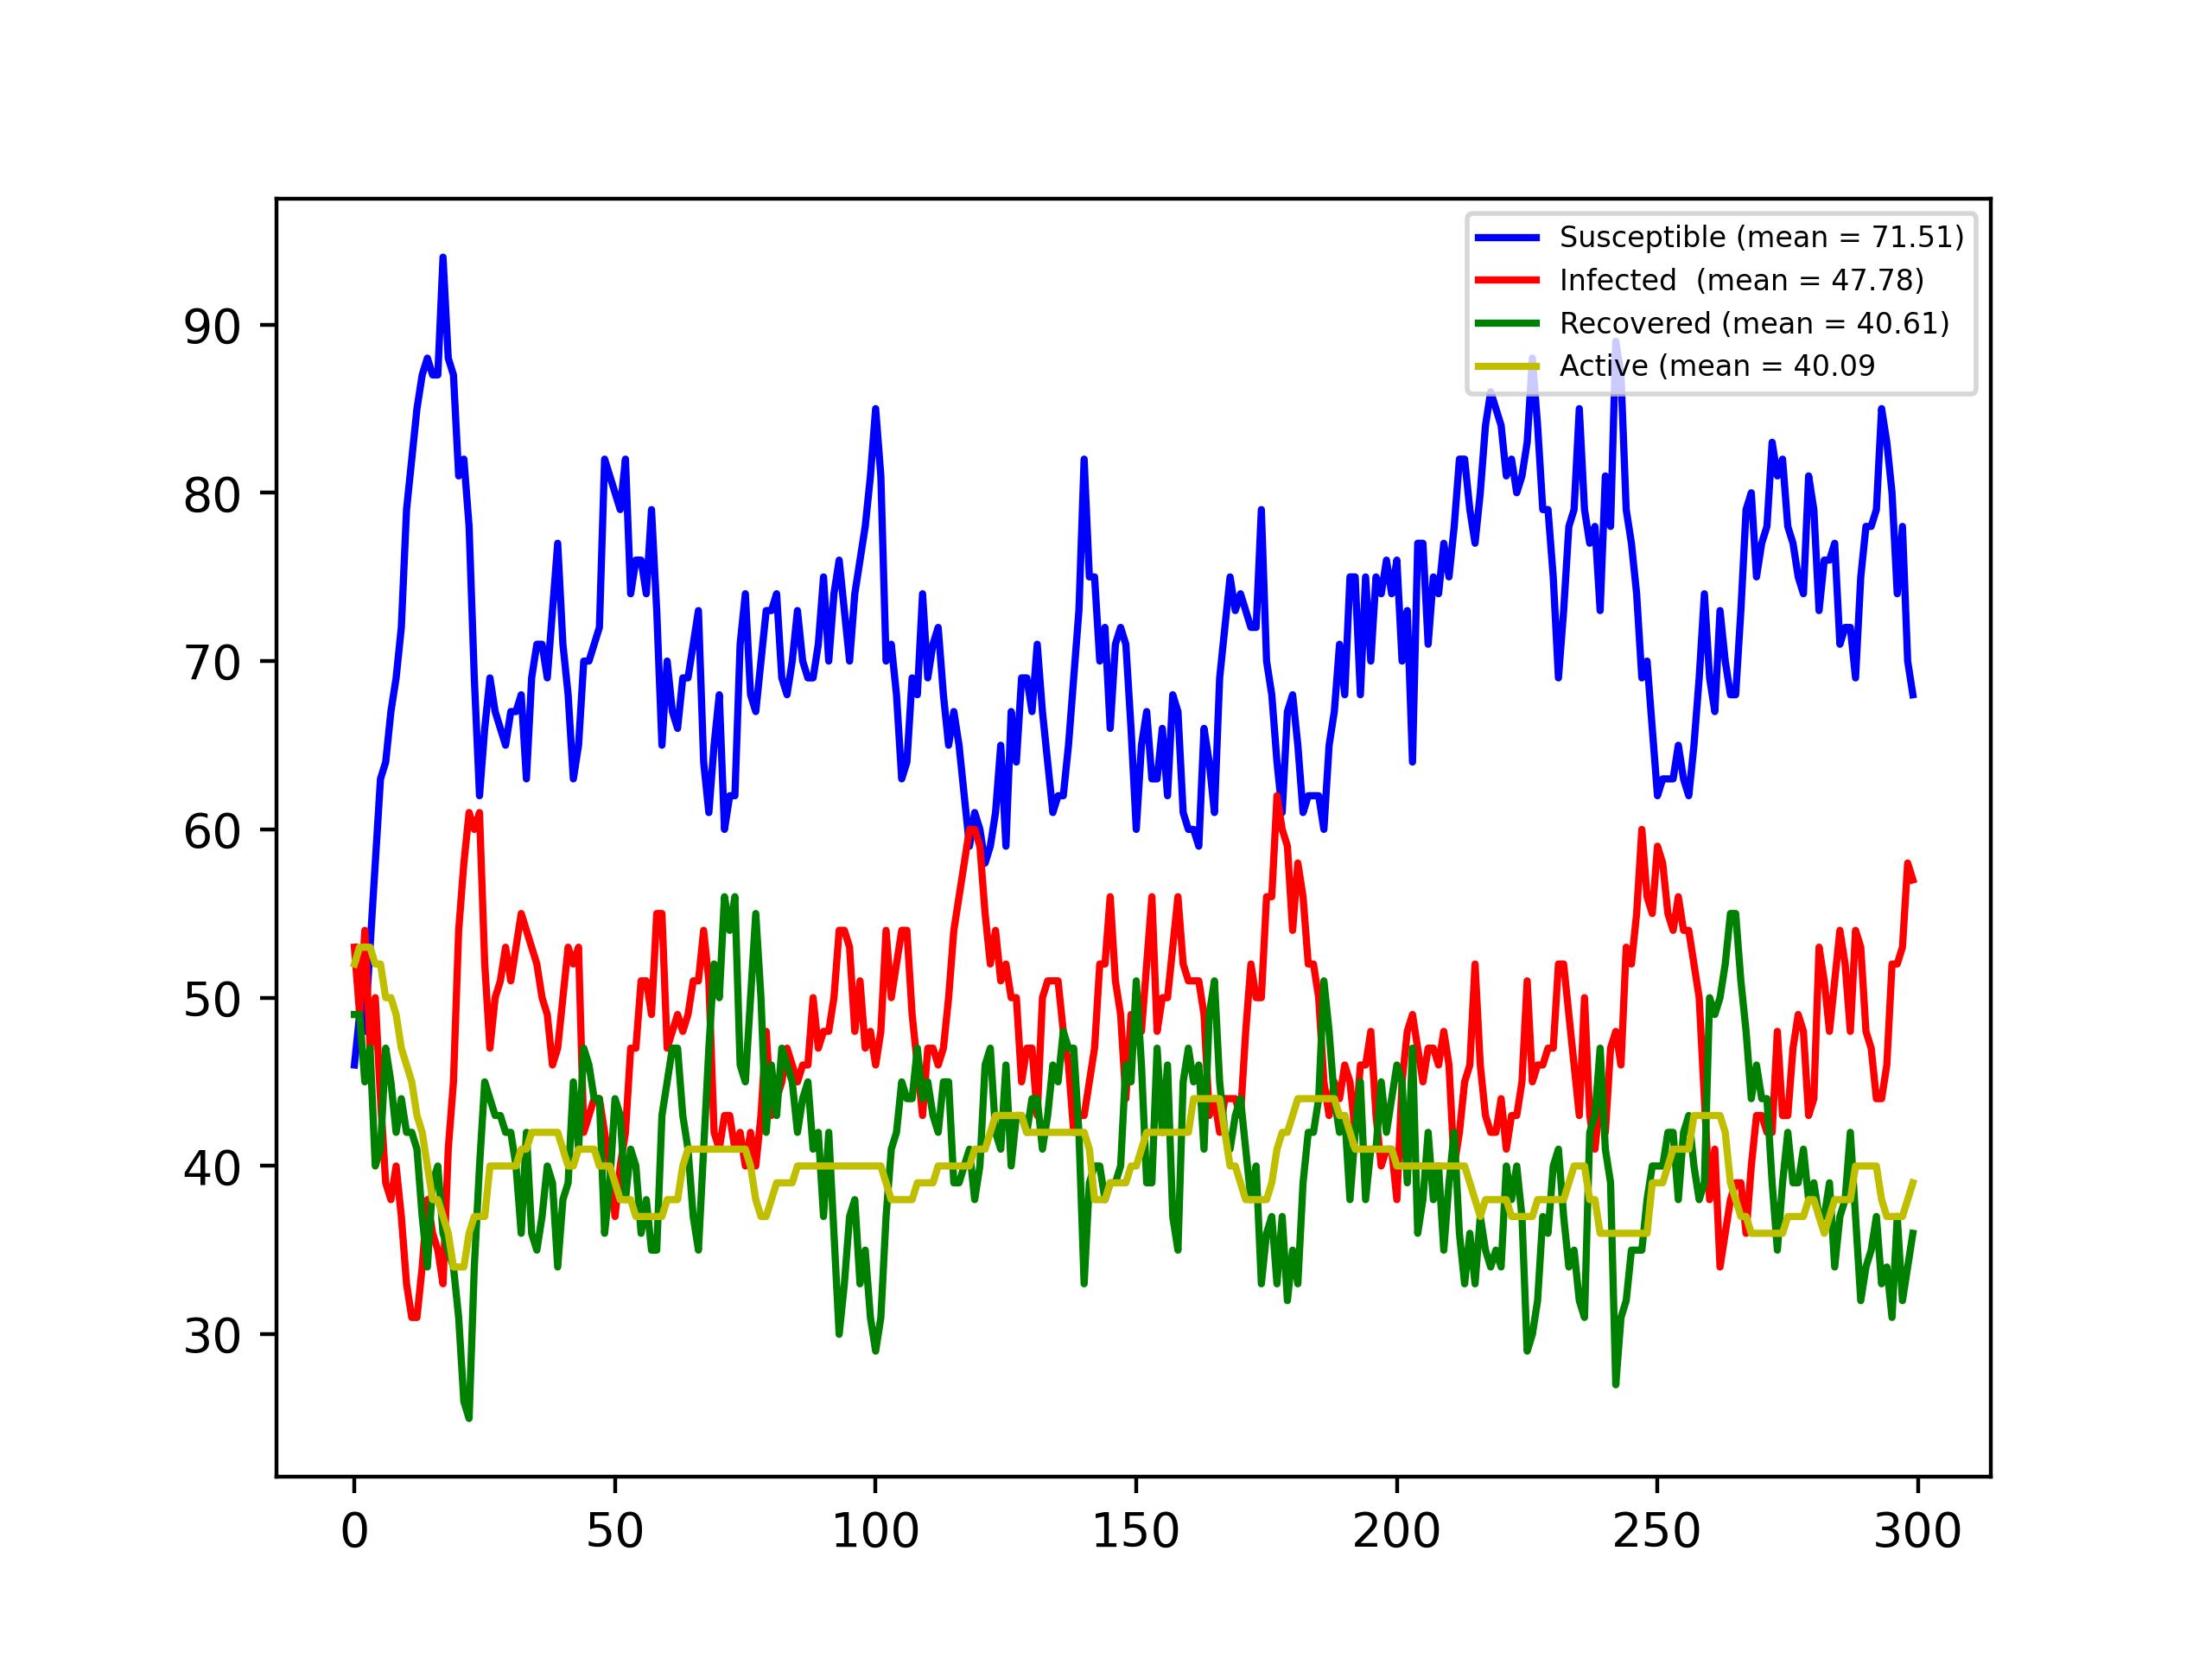 Susceptible (mean = 71.51)
Infected  (mean = 47.78)
Recovered (mean = 40.61)
Active (mean = 40.09
90
80
70
60
50
40
30
0 50 100 150 200 250 300